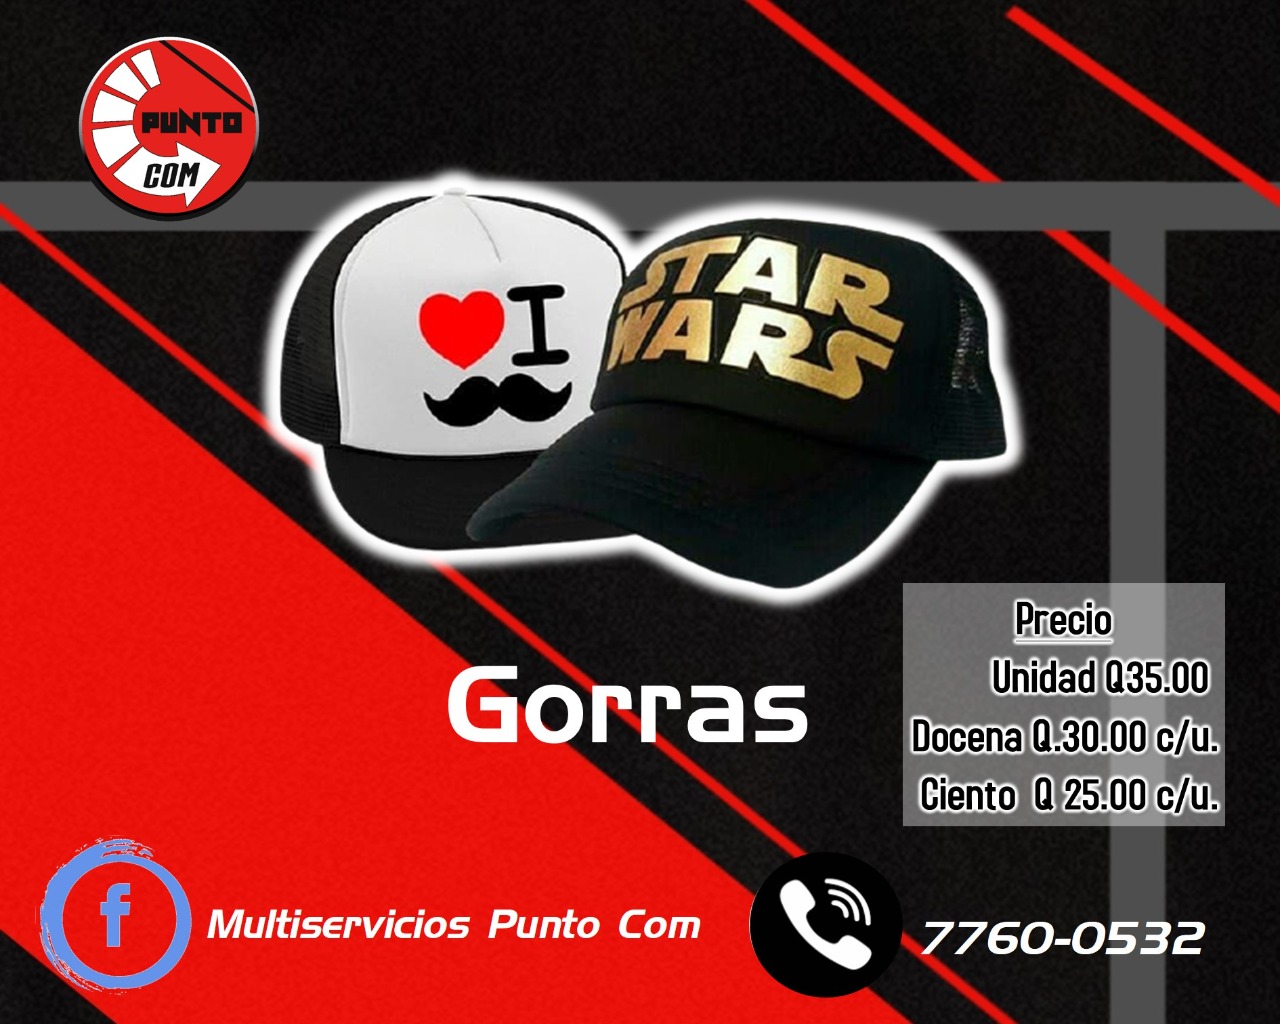 PUNTO
COM
I
STAR
WARS
Gorras
Precio
Unidad Q35.00
Docena Q.30.00 c/u.
Ciento Q 25.00 c/u.
f
Multiservicios Punto Com
7760-0532